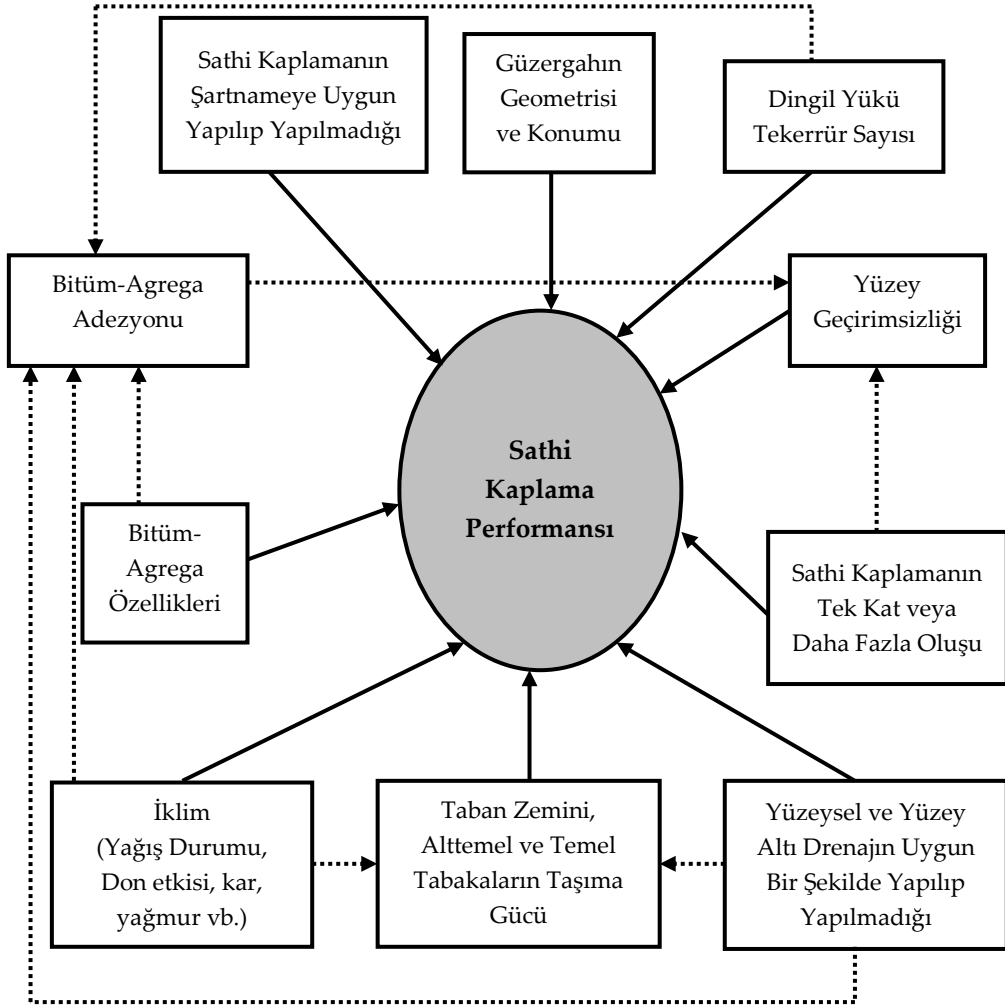 Sathi Kaplamanın
Şartnameye Uygun
Yapılıp Yapılmadığı
Güzergahın
Geometrisi
ve Konumu
Dingil Yükü
Tekerrür Sayısı
Bitüm-Agrega
Adezyonu
Yüzey
Geçirimsizliği
Sathi
Kaplama
Performansı
Bitüm-
Agrega
Özellikleri
Sathi Kaplamanın
Tek Kat veya
Daha Fazla Oluşu
İklim
(Yağış Durumu,
Don etkisi, kar,
yağmur vb.)
Taban Zemini,
Alttemel ve Temel
Tabakaların Taşıma
Gücü
Yüzeysel ve Yüzey
Altı Drenajın Uygun
Bir Şekilde Yapılıp
Yapılmadığı